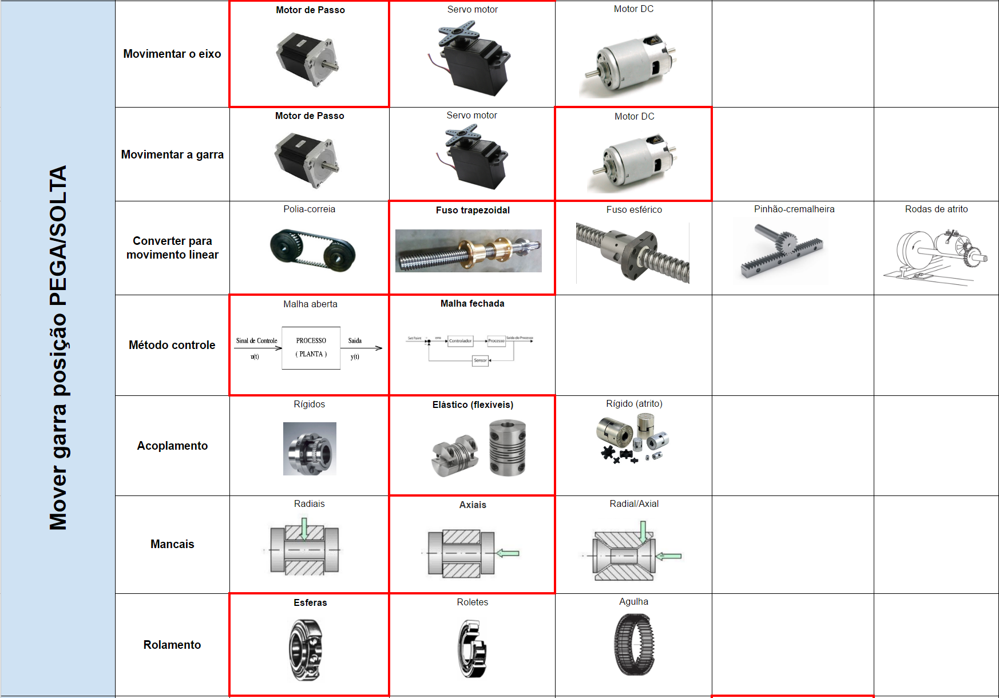 Mover garra posição PEGA/SOLTA
Movimentar o eixo
Motor de Passo
Servo motor
Motor DC
Movimentar a garra
Motor de Passo
Servo motor
Motor DC
Converter para
movimento linear
Polia-correia
Fuso trapezoidal
Fuso esférico
Pinhão-cremalheira
Rodas de atrito
Método controle
Malha aberta
Sinal de Controle
u(t)
PROCESSO
( PLANTA )
Saida
y(t)
Malha fechada
Set Point
erro
Controlador
Processo
Saída do Processo
Sensor
Acoplamento
Rígidos
Elástico (flexíveis)
Rígido (atrito)
Mancais
Radiais
Axiais
Radial/Axial
Rolamento
Esferas
Roletes
Agulha